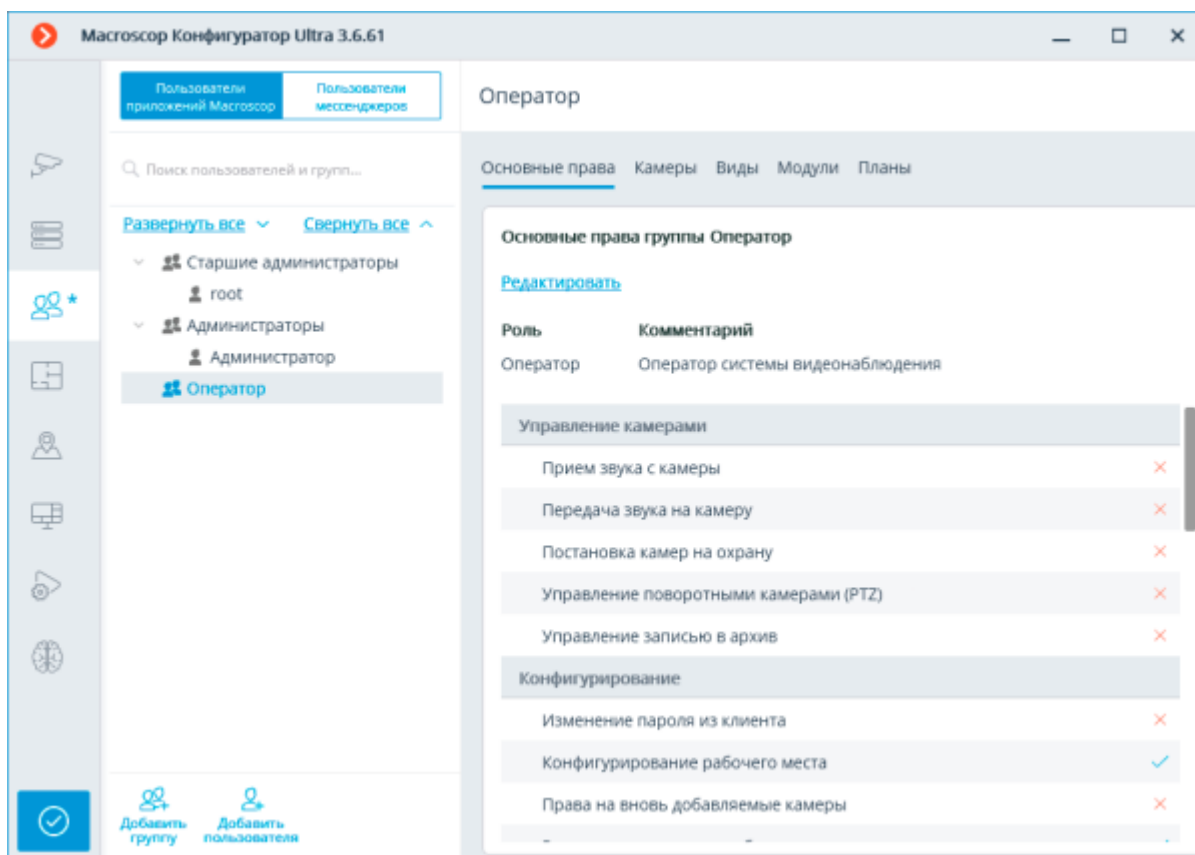 Macroscop Конфигуратор Ultra 3.6.61
Пользователи приложений Macroscop
Пользователи мессенджеров
Поиск пользователей и групп...
Развернуть все
Свернуть все
Старшие администраторы
root
Администраторы
Администратор
Оператор
Добавить группу
Добавить пользователя
Оператор
Основные права Камеры Виды Модули Планы
Основные права группы Оператор
Редактировать
Роль Комментарий
Оператор Оператор системы видеонаблюдения
Управление камерами
Прием звука с камеры
Передача звука на камеру
Постановка камер на охрану
Управление поворотными камерами (PTZ)
Управление записью в архив
Конфигурирование
Изменение пароля из клиента
Конфигурирование рабочего места
Права на вновь добавляемые камеры